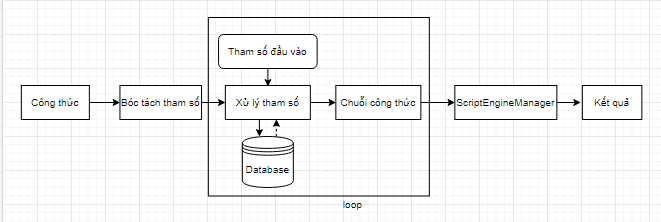 Tham số đầu vào
Công thức
Bóc tách tham số
Xử lý tham số
Chuỗi công thức
ScriptEngineManager
Kết quả
Database
loop